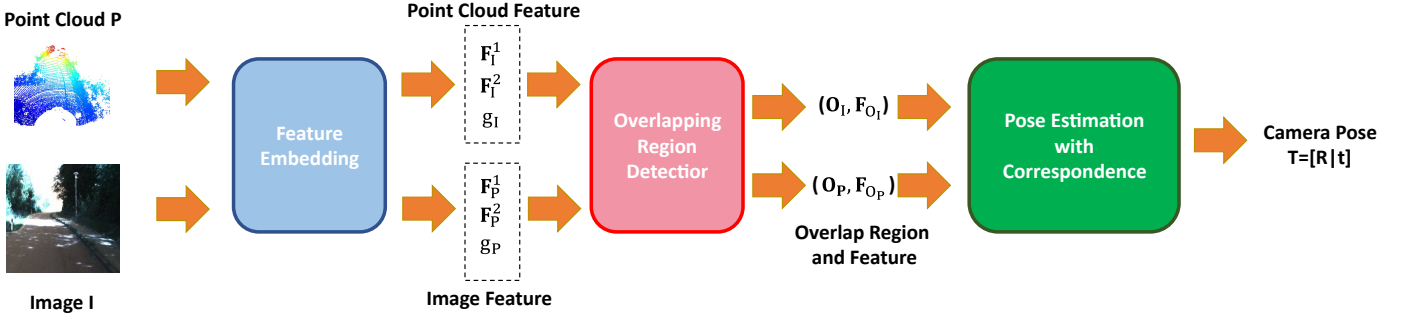 Point Cloud P
Image I
Feature
Embedding
Point Cloud Feature
F_I^1
F_I^2
g_I
F_P^1
F_P^2
g_P
Image Feature
Overlapping
Region
Detectior
(O_I, F_{O_I})
(O_P, F_{O_P})
Overlap Region
and Feature
Pose Estimation
with
Correspondence
Camera Pose
T=[R|t]